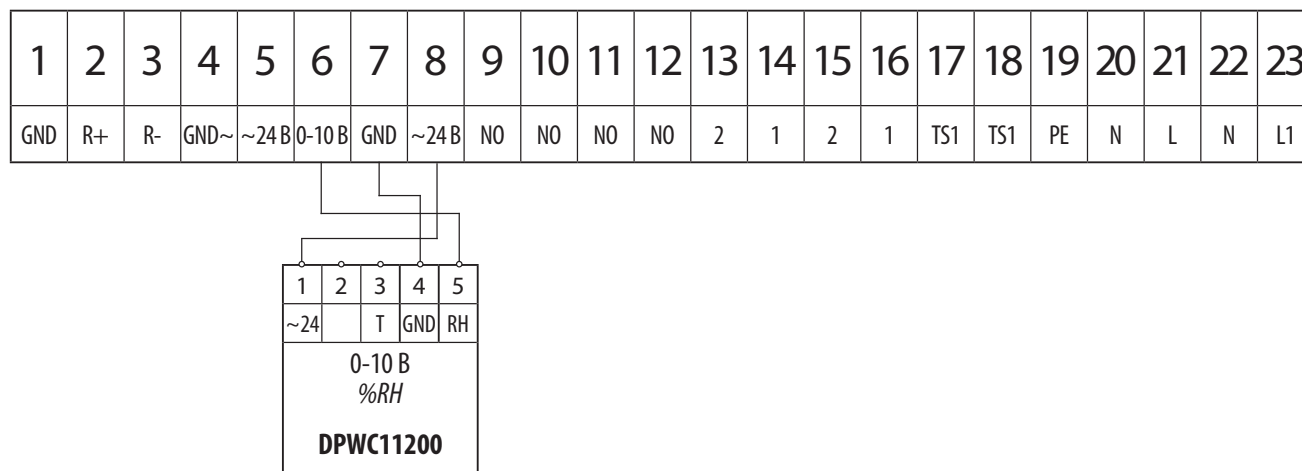 1 2 3 4 5 6 7 8 9 10 11 12 13 14 15 16 17 18 19 20 21 22 23
GND R+ R- GND~ ~24 В 0-10 В GND ~24 В NO NO NO NO 2 1 2 1 TS1 TS1 PE N L N L1
1 2 3 4 5
~24 T GND RH
0-10 В
%RH
DPWC11200